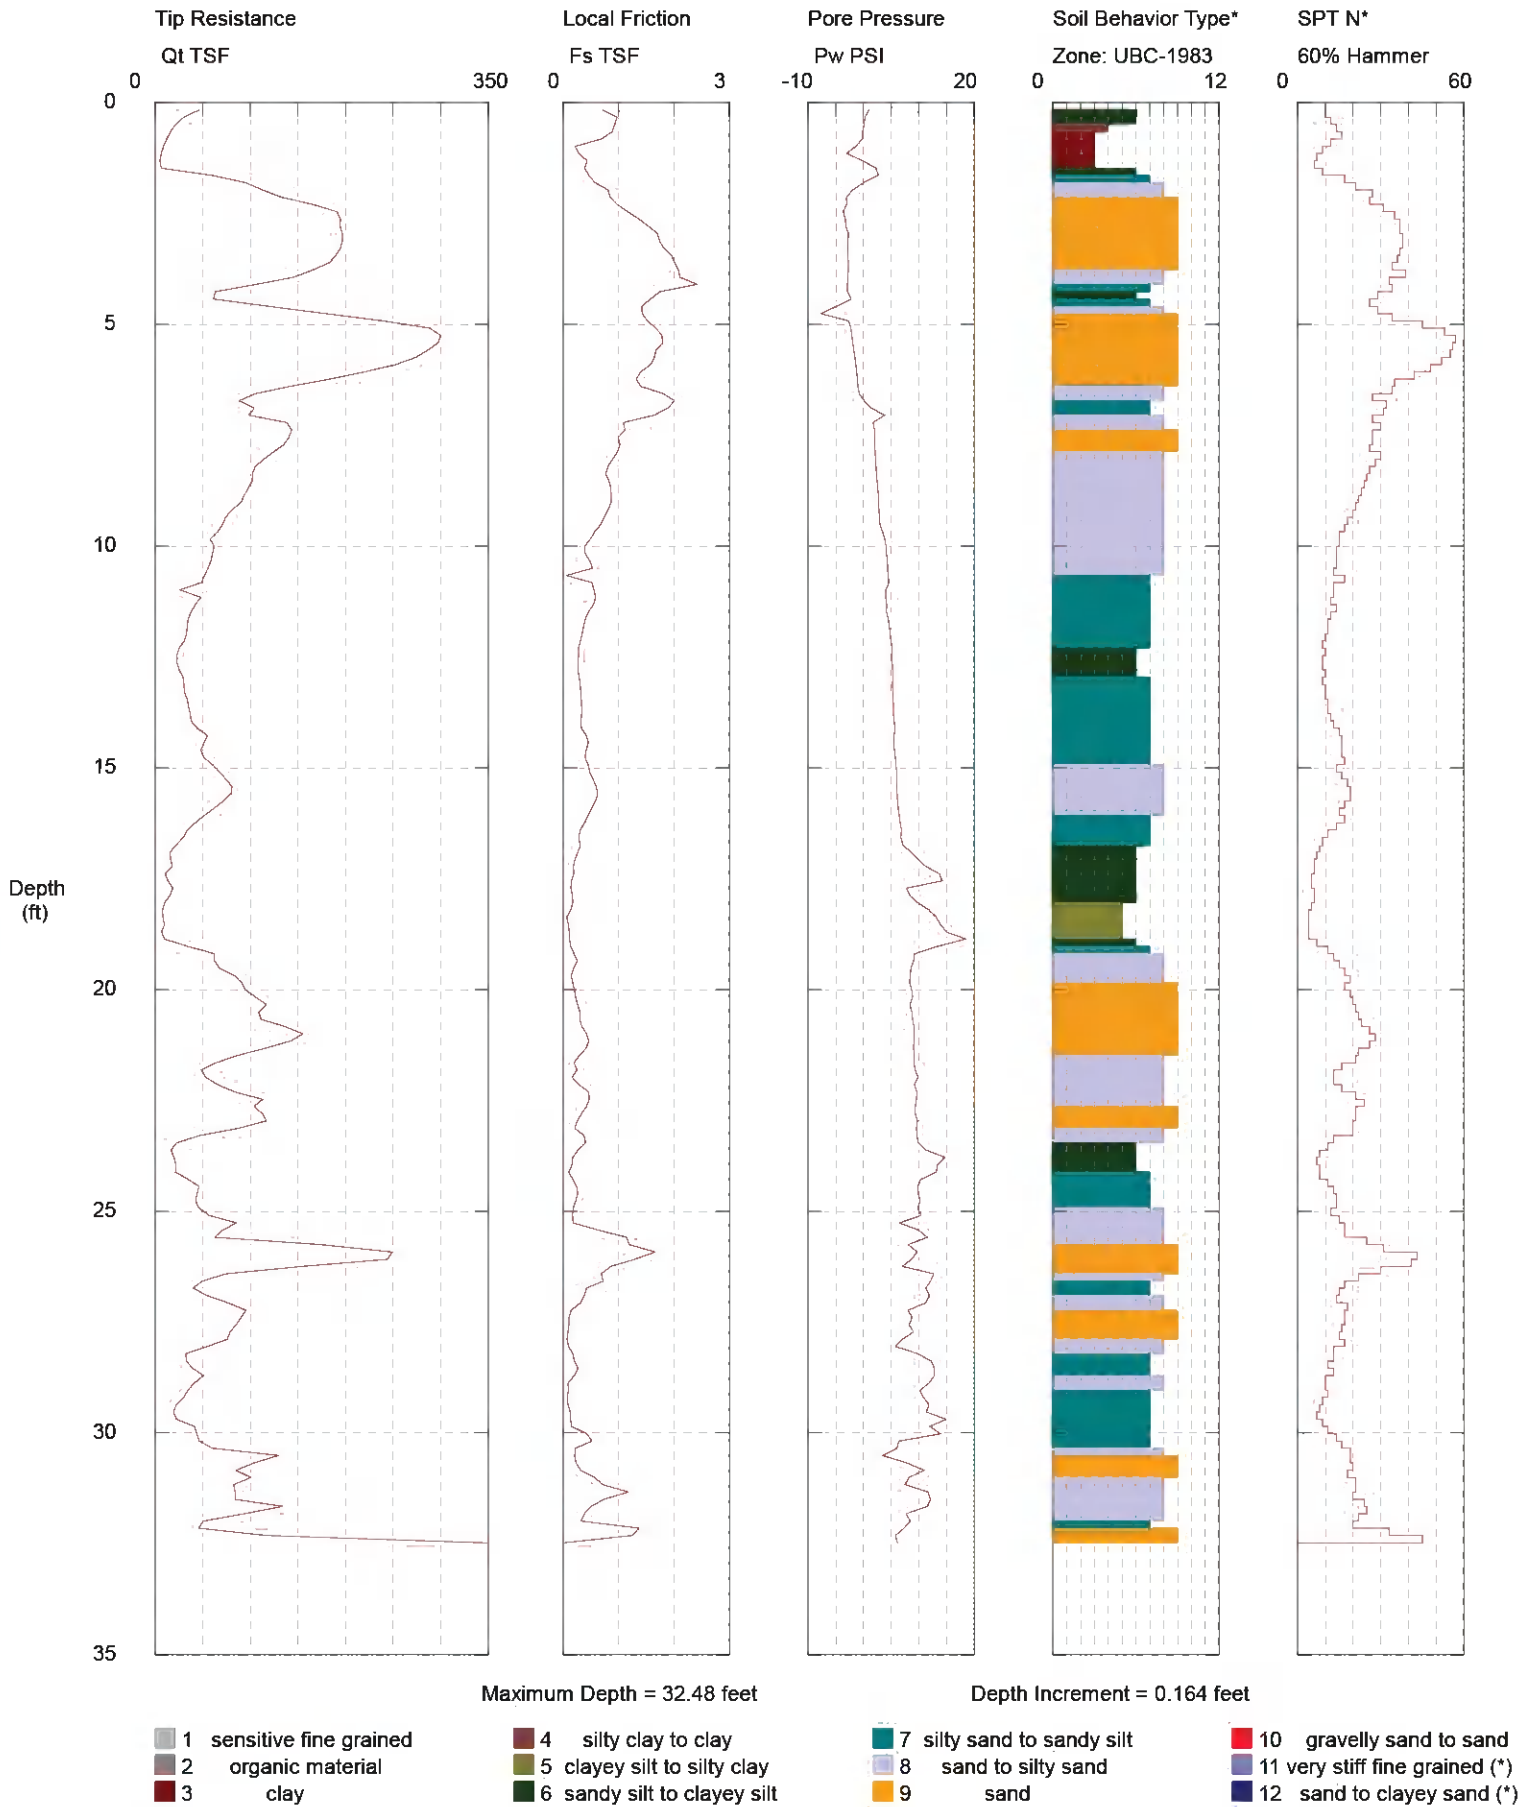 Tip Resistance Local Friction Pore Pressure Soil Behavior Type* SPT N*
Qt TSF Fs TSF Pw PSI Zone: UBC-1983 60% Hammer
0 350 0 3 -10 20 0 12 0 60
0
5
10
15
Depth
(ft)
20
25
30
35
Maximum Depth = 32.48 feet Depth Increment = 0.164 feet
1 sensitive fine grained 4 silty clay to clay 7 silty sand to sandy silt 10 gravelly sand to sand
2 organic material 5 clayey silt to silty clay 8 sand to silty sand 11 very stiff fine grained (*)
3 clay 6 sandy silt to clayey silt 9 sand 12 sand to clayey sand (*)